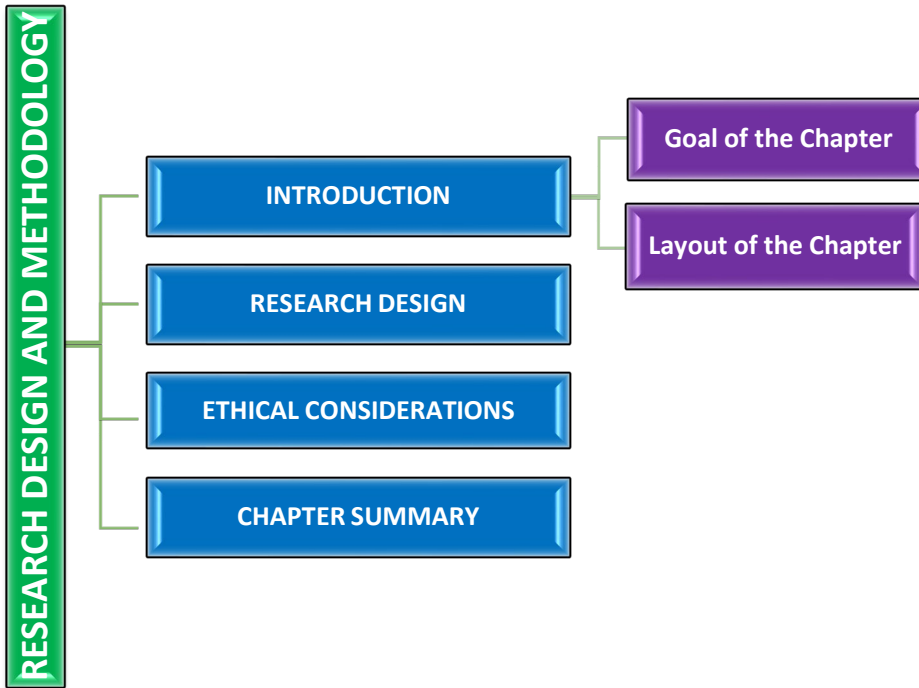 RESEARCH DESIGN AND METHODOLOGY
INTRODUCTION
Goal of the Chapter
Layout of the Chapter
RESEARCH DESIGN
ETHICAL CONSIDERATIONS
CHAPTER SUMMARY